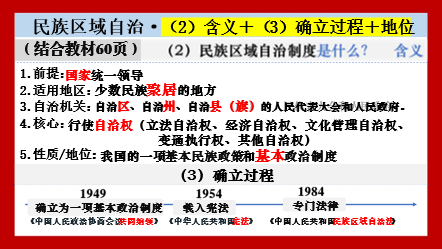 民族区域自治·（2）含义＋（3）确立过程＋地位
（结合教材60页）
（2）民族区域自治制度是什么？ 含义
1.前提:国家统一领导
2.适用地区:少数民族聚居的地方
3.自治机关:自治区、自治州、自治县（旗）的人民代表大会和人民政府。
4.核心:行使自治权（立法自治权、经济自治权、文化管理自治权、
变通执行权、其他自治权）
5.性质/地位:我国的一项基本民族政策和基本政治制度
（3）确立过程
1949 1954 1984
确立为一项基本政治制度 载入宪法 专门法律
《中国人民政治协商会议共同纲领》 《中华人民共和国宪法》 《中华人民共和国民族区域自治法》